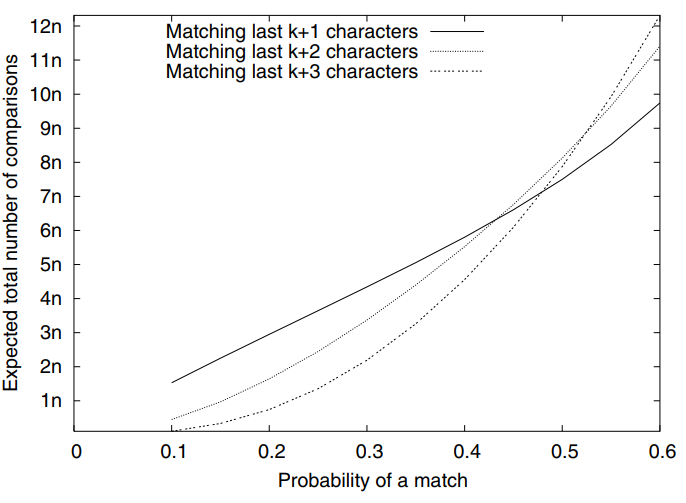 Matching last k+1 characters
Matching last k+2 characters
Matching last k+3 characters
Expected total number of comparisons
12n
11n
10n
9n
8n
7n
6n
5n
4n
3n
2n
1n
0 0.1 0.2 0.3 0.4 0.5 0.6
Probability of a match